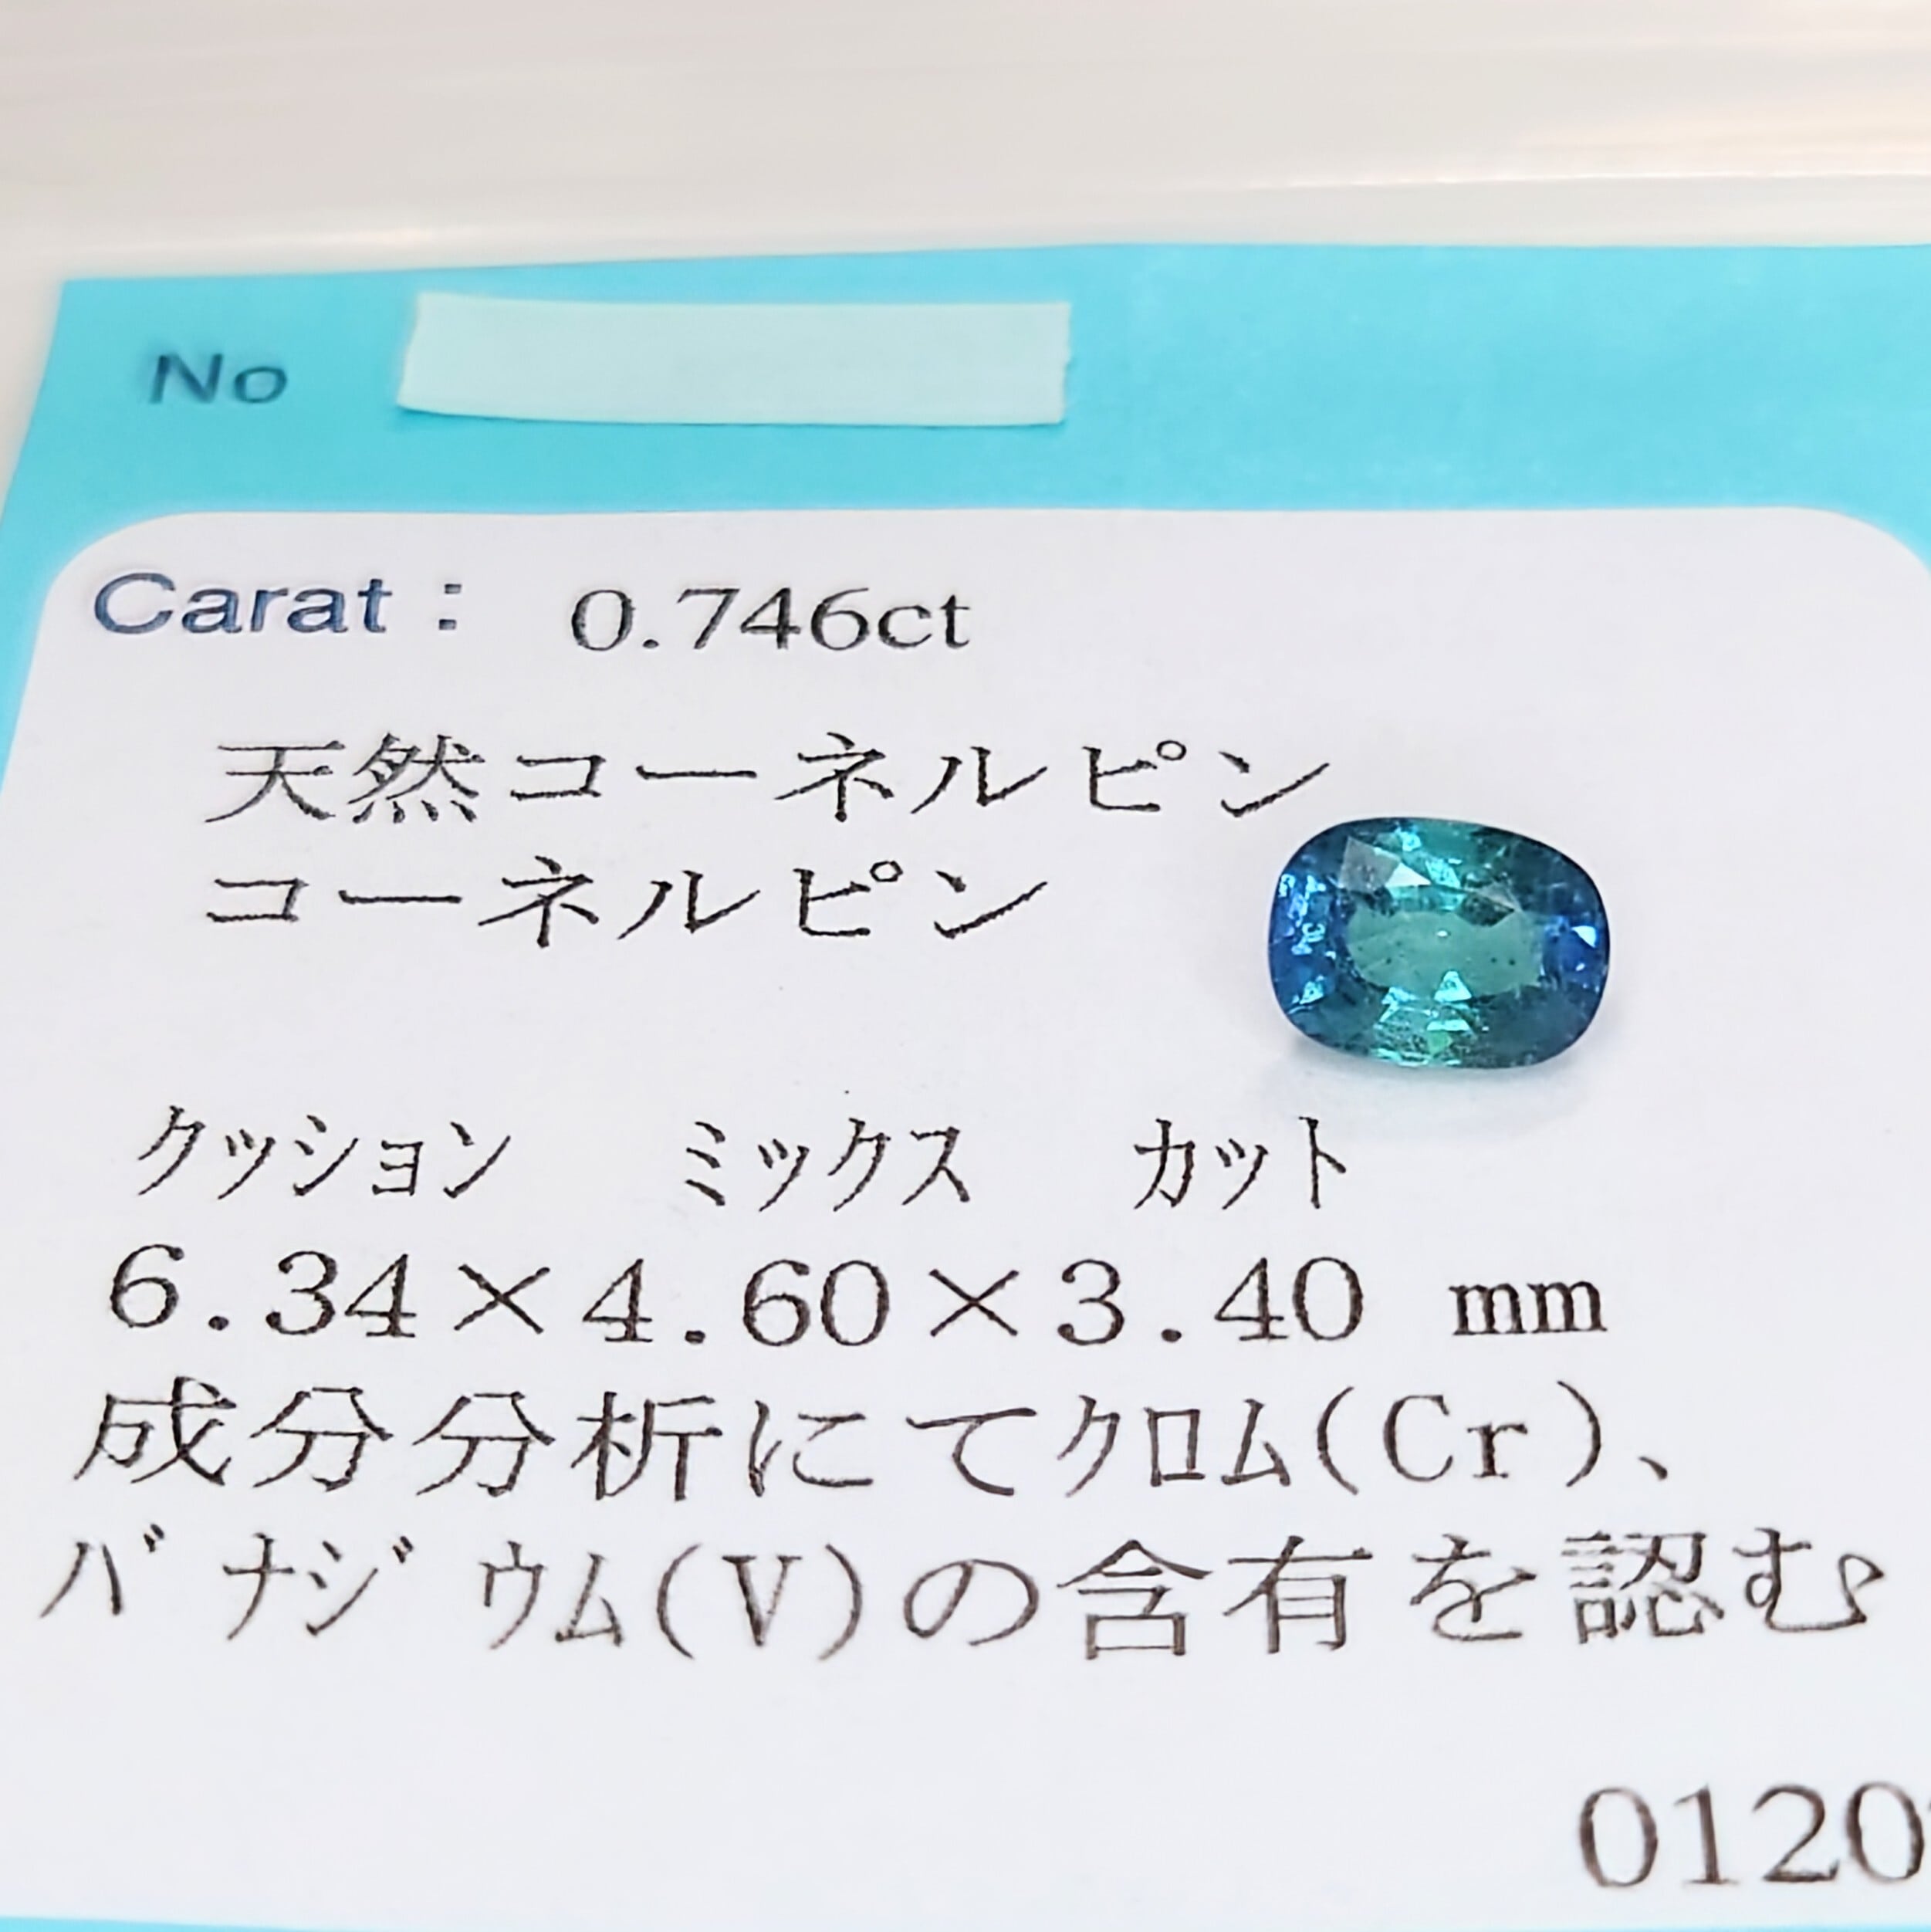 No
Carat : 0.746ct
天然コーネルピン
コーネルピン
クッション ミックス カット
6.34×4.60×3.40 mm
成分分析にてクロム(Cr)、
バナジウム(V)の含有を認む
0120